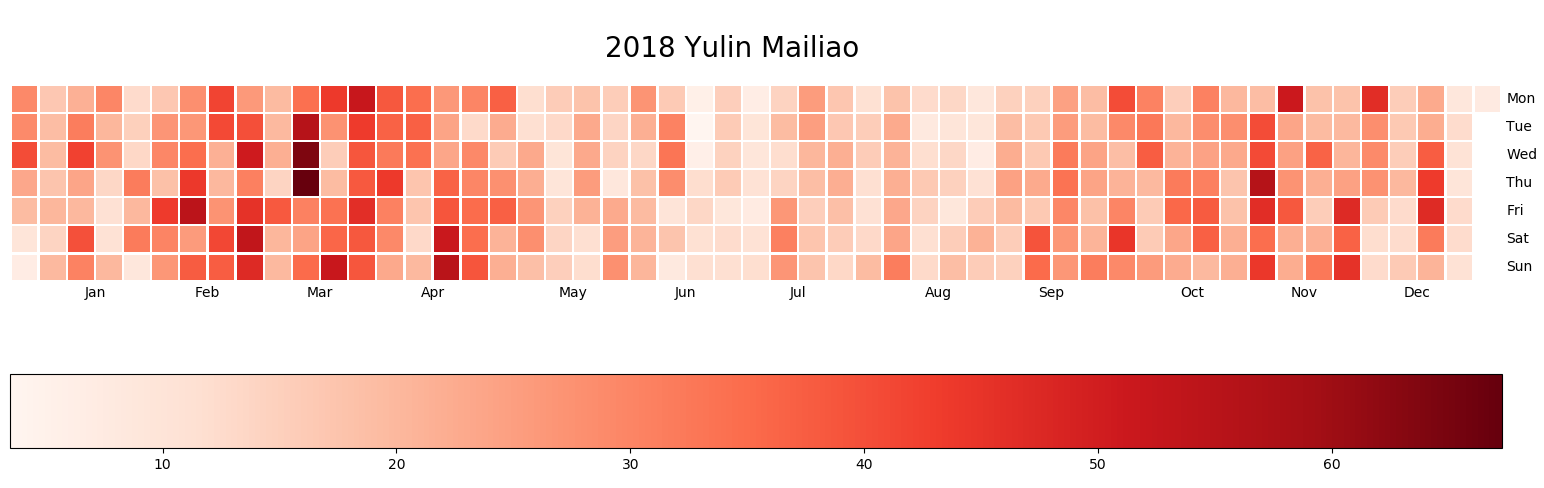 2018 Yulin Mailiao
Mon
Tue
Wed
Thu
Fri
Sat
Sun
Jan Feb Mar Apr May Jun Jul Aug Sep Oct Nov Dec
10 20 30 40 50 60